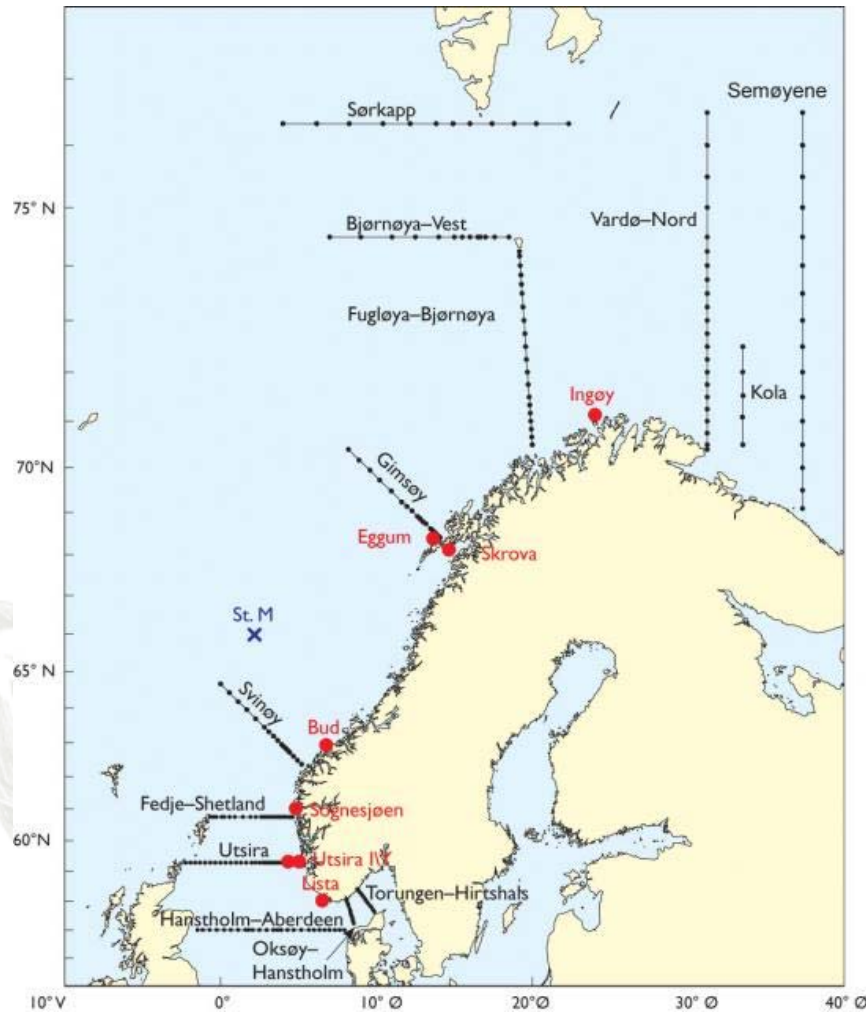 Sørkapp
Semøyene
75° N
Bjørnøya–Vest
Vardø–Nord
Fugløya–Bjørnøya
Ingøy
Kola
70° N
Gimsøy
Eggum
Skrova
St. M
65° N
Svinøy
Bud
Fedje–Shetland
Sognesjøen
60° N
Utsira
Utsira I\Y
Lista
Torungen–Hirtshals
Hanstholm–Aberdeen
Oksøy–
Hanstholm
10° V
0°
10° Ø
20°Ø
30° Ø
40° Ø